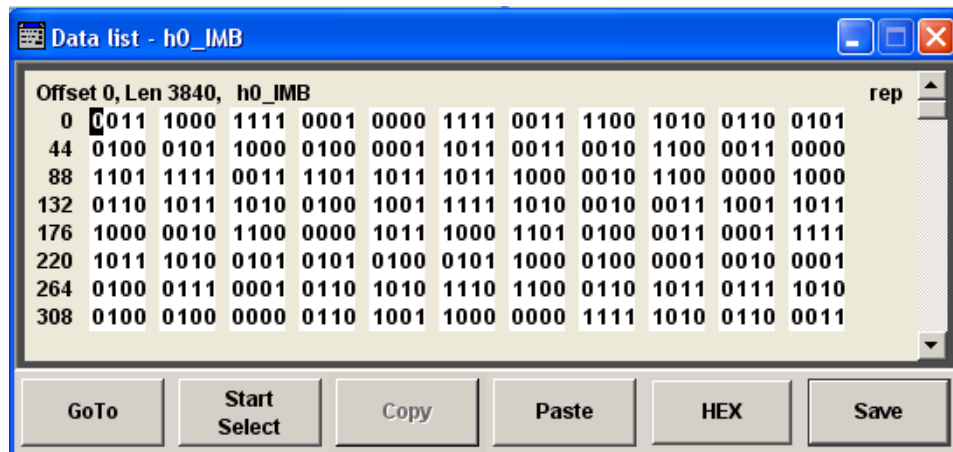 Data list - h0_IMB
Offset 0, Len 3840, h0_IMB rep
0 0011 1000 1111 0001 0000 1111 0011 1100 1010 0110 0101
44 0100 0101 1000 0100 0001 1011 0011 0010 1100 0011 0000
88 1101 1111 0011 1101 1011 1011 1000 0010 1100 0000 1000
132 0110 1011 1010 0100 1001 1111 1010 0010 0011 1001 1011
176 1000 0010 1100 0000 1011 1000 1101 0100 0011 0001 1111
220 1011 1010 0101 0101 0100 0101 1000 0100 0001 0010 0001
264 0100 0111 0001 0110 1010 1110 1100 0110 1011 0111 1010
308 0100 0100 0000 0110 1001 1000 0000 1111 1010 0110 0011
GoTo Start Select Copy Paste HEX Save